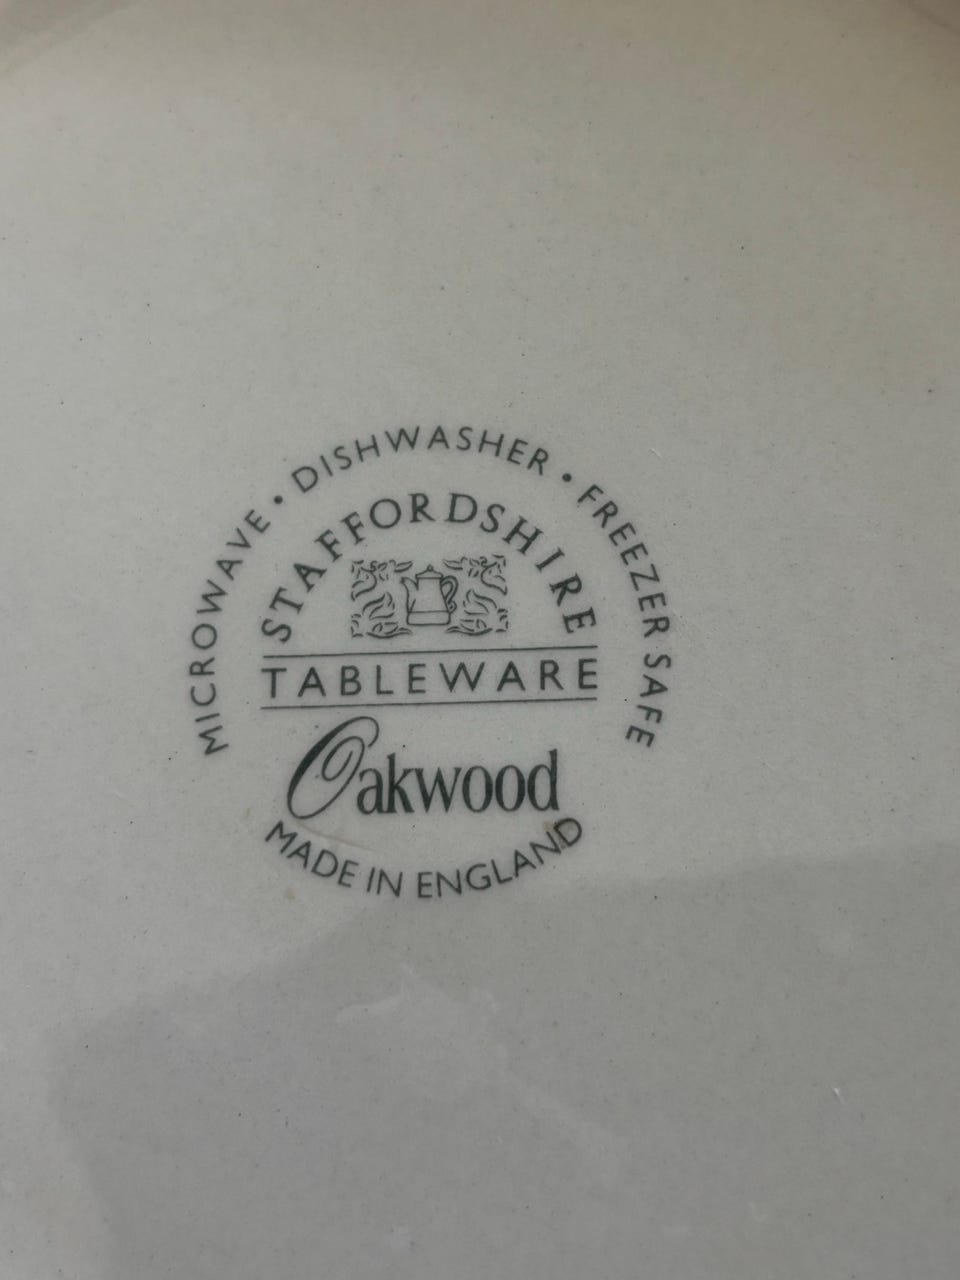 MICROWAVE • DISHWASHER • FREEZER SAFE
STAFFORDSHIRE
TABLEWARE
Oakwood
MADE IN ENGLAND